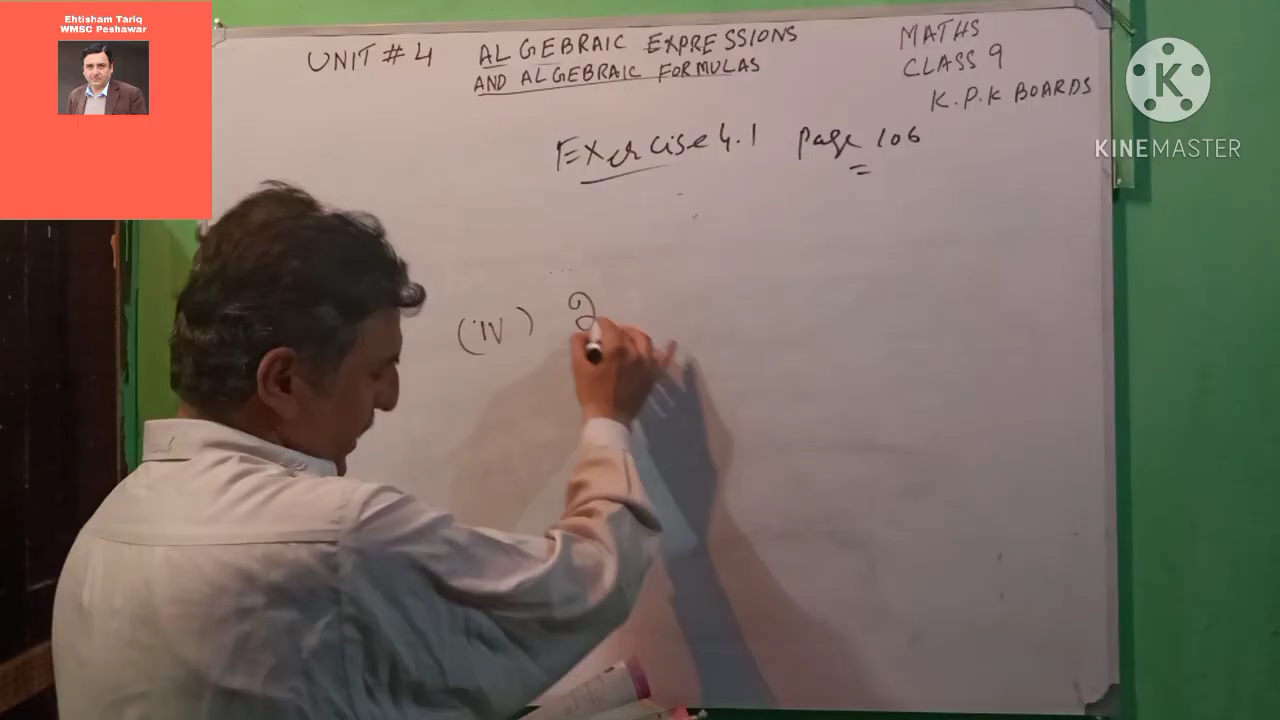 Ehtisham Tariq
WMSC Peshawar
UNIT # 4 ALGEBRAIC EXPRESSIONS
AND ALGEBRAIC FORMULAS
MATHS
CLASS 9
K.P.K BOARDS
K
KINEMASTER
Exercise 4.1 page 106
(iv) 2